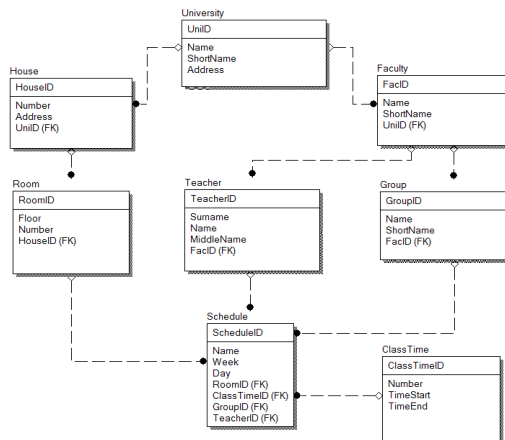 University
UniID
Name
ShortName
Address
House
HouseID
Number
Address
UniID (FK)
Faculty
FacID
Name
ShortName
UniID (FK)
Room
RoomID
Floor
Number
HouseID (FK)
Teacher
TeacherID
Surname
Name
MiddleName
FacID (FK)
Group
GroupID
Name
ShortName
FacID (FK)
Schedule
ScheduleID
Name
Week
Day
RoomID (FK)
ClassTimeID (FK)
GroupID (FK)
TeacherID (FK)
ClassTime
ClassTimeID
Number
TimeStart
TimeEnd